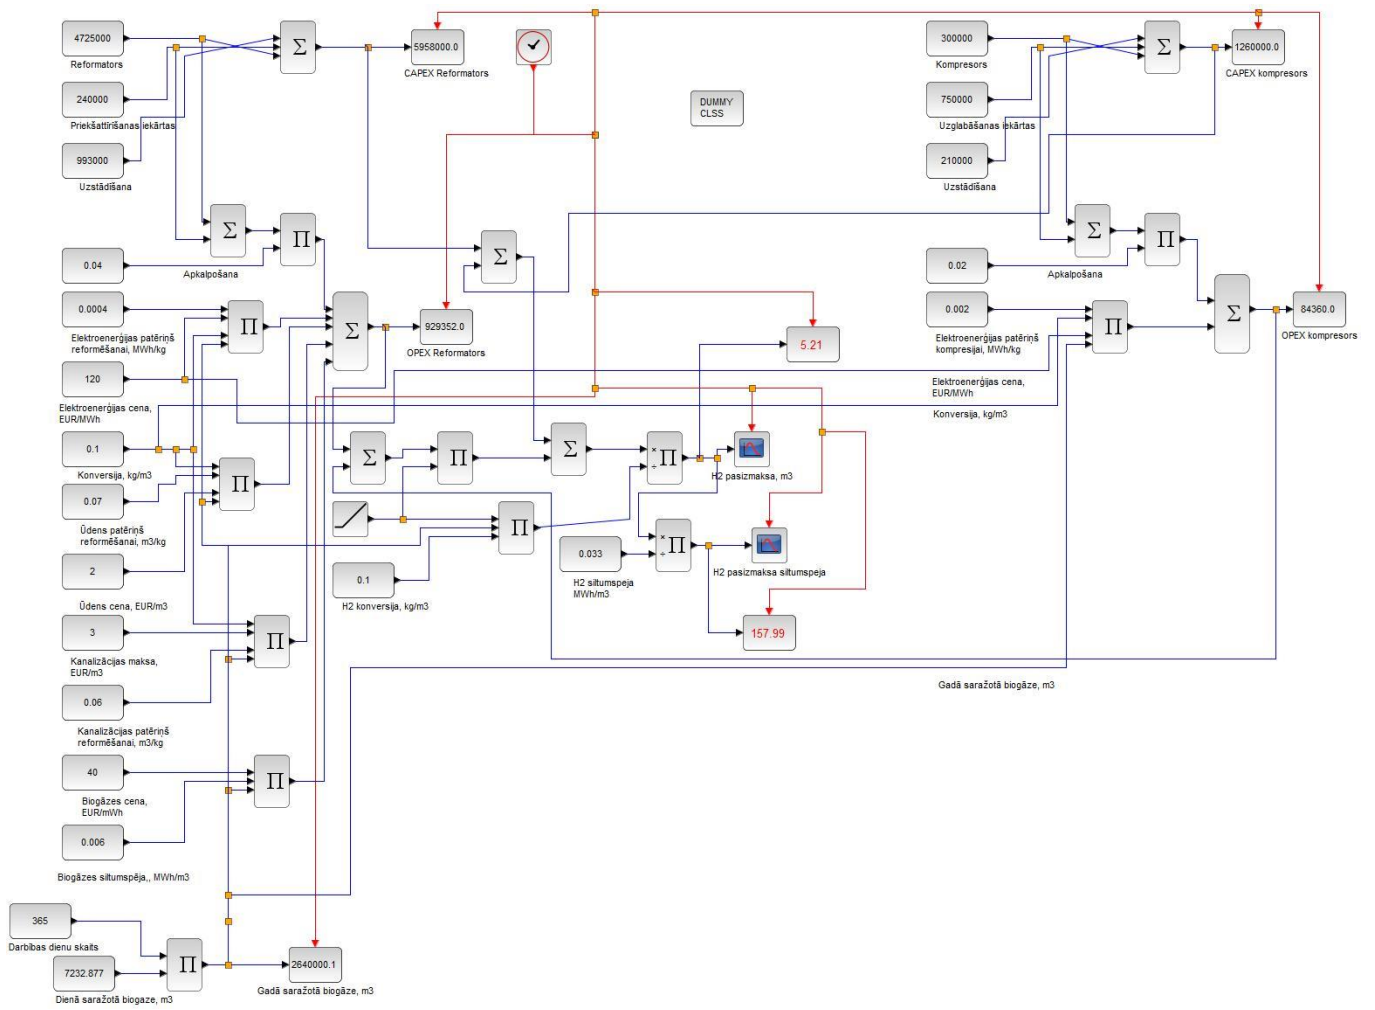 4725000
Reformators
240000
Priekšattīrīšanas iekārtas
993000
Uzstādīšana
Σ
5958000.0
CAPEX Reformators
DUMMY
CLSS
300000
Kompresors
750000
Uzglabāšanas iekārtas
210000
Uzstādīšana
Σ
1260000.0
CAPEX kompresors
Σ
Π
0.04
Apkalpošana
Σ
Σ
Π
0.02
Apkalpošana
0.0004
Elektroenerģijas patēriņš
reformēšanai, MWh/kg
Π
Σ
929352.0
OPEX Reformators
5.21
0.002
Elektroenerģijas patēriņš
kompresijai, MWh/kg
Π
Σ
84360.0
OPEX kompresors
120
Elektroenerģijas cena,
EUR/MWh
Elektroenerģijas cena,
EUR/MWh
Konversija, kg/m3
0.1
Konversija, kg/m3
Σ
Π
Σ
×
÷
Π
H2 pasizmaksa, m3
0.07
Ūdens patēriņš
reformēšanai, m3/kg
Π
Π
×
÷
Π
0.033
H2 siltumspeja
MWh/m3
H2 pasizmaksa siltumspeja
0.1
H2 konversija, kg/m3
2
Ūdens cena, EUR/m3
3
Kanalizācijas maksa,
EUR/m3
Π
157.99
0.06
Kanalizācijas patēriņš
reformēšanai, m3/kg
Gadā saražotā biogāze, m3
40
Biogāzes cena,
EUR/mWh
Π
0.006
Biogāzes siltumspēja,, MWh/m3
365
Darbības dienu skaits
7232.877
Dienā saražotā biogaze, m3
Π
2640000.1
Gadā saražotā biogāze, m3